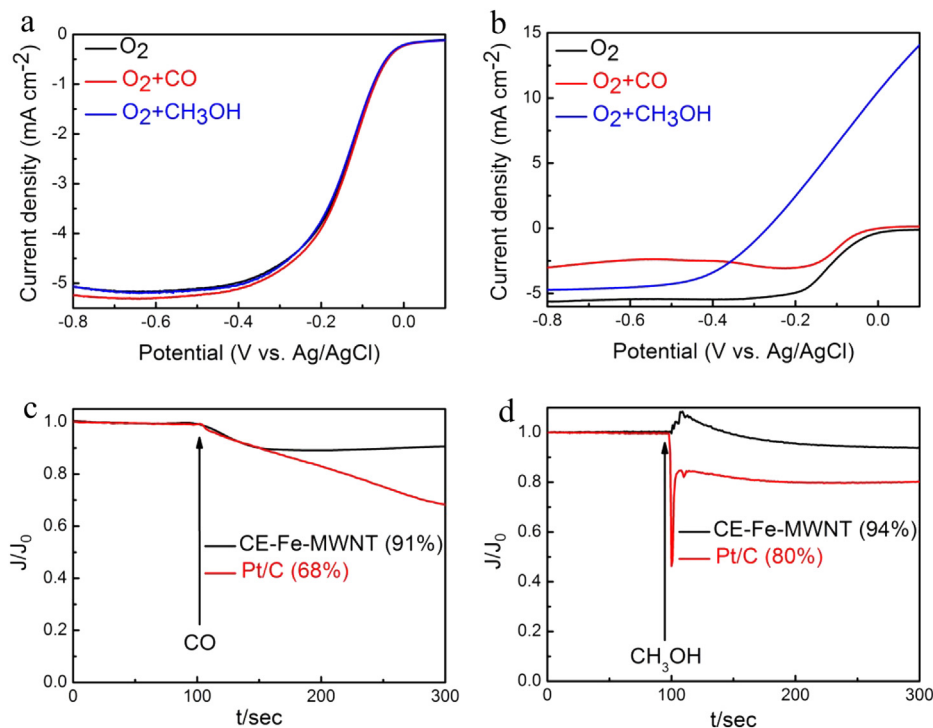 a
0
-1
-2
-3
-4
-5
-0.8
-0.6
-0.4
-0.2
0.0
Current density (mA cm-2)
Potential (V vs. Ag/AgCl)
O2
O2+CO
O2+CH3OH
b
15
10
5
0
-5
-0.8
-0.6
-0.4
-0.2
0.0
Current density (mA cm-2)
Potential (V vs. Ag/AgCl)
O2
O2+CO
O2+CH3OH
c
1.0
0.8
0.6
0.4
0.2
0.0
0
100
200
300
J/J0
t/sec
CE-Fe-MWNT (91%)
Pt/C (68%)
CO
d
1.0
0.8
0.6
0.4
0.2
0.0
0
100
200
300
J/J0
t/sec
CE-Fe-MWNT (94%)
Pt/C (80%)
CH3OH